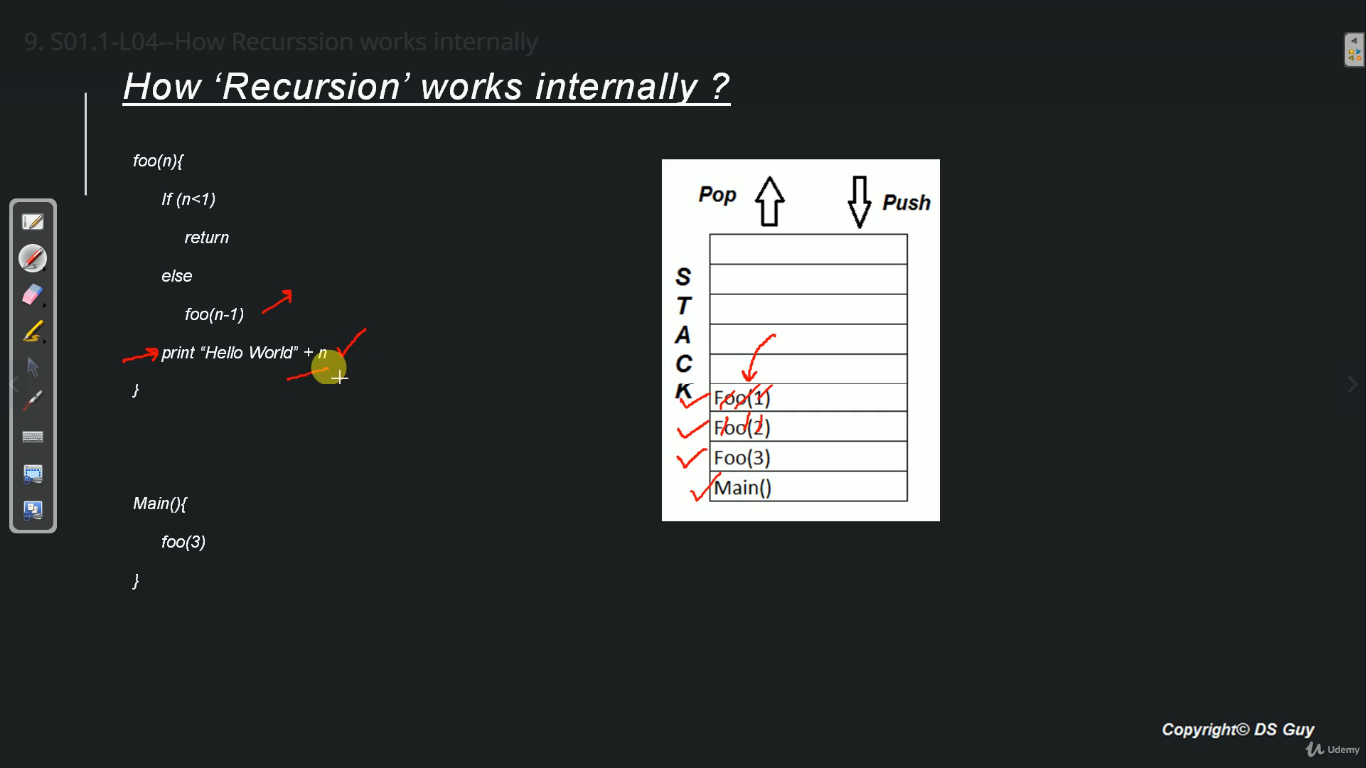 9. S01.1-L04--How Recurssion works internally
How ‘Recursion’ works internally ?
foo(n){
If (n<1)
return
else
foo(n-1)
print “Hello World” + n
}
Main(){
foo(3)
}
Pop
Push
S
T
A
C
K
Foo(1)
Foo(2)
Foo(3)
Main()
Copyright© DS Guy
Udemy